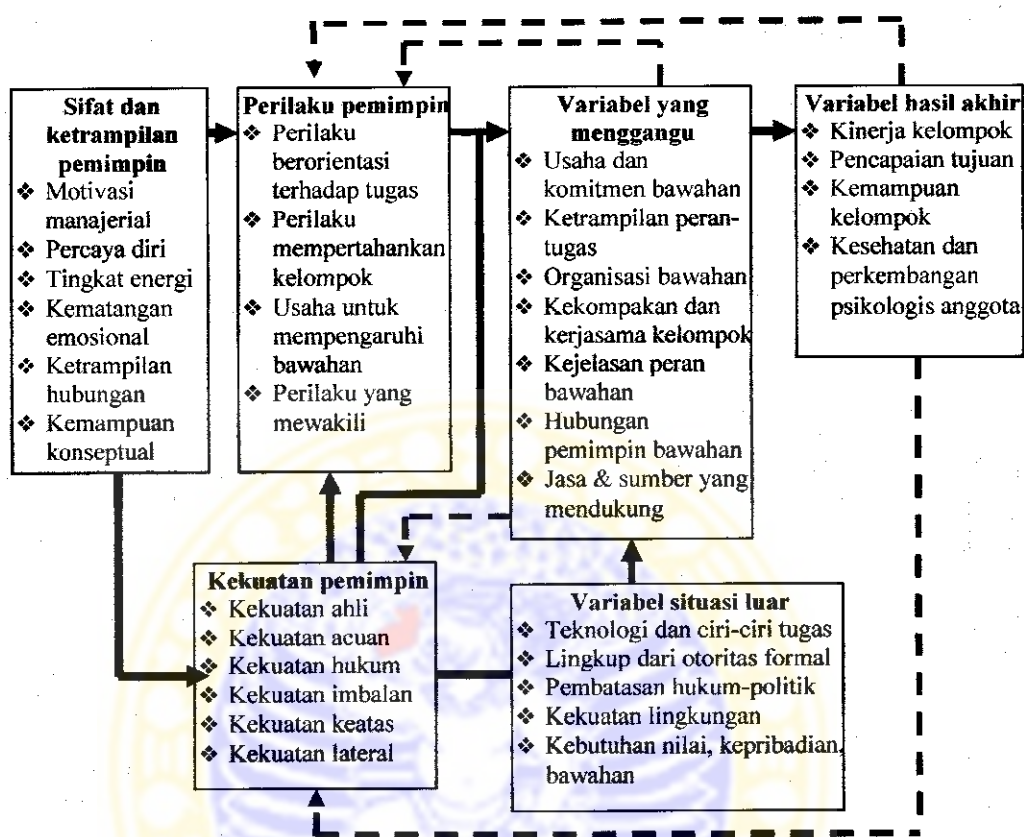 Sifat dan
ketrampilan
pemimpin
❖ Motivasi
manajerial
❖ Percaya diri
❖ Tingkat energi
❖ Kematangan
emosional
❖ Ketrampilan
hubungan
❖ Kemampuan
konseptual
Perilaku pemimpin
❖ Perilaku
berorientasi
terhadap tugas
❖ Perilaku
mempertahankan
kelompok
❖ Usaha untuk
mempengaruhi
bawahan
❖ Perilaku yang
mewakili
Variabel yang
menggangu
❖ Usaha dan
komitmen bawahan
❖ Ketrampilan peran-
tugas
❖ Organisasi bawahan
❖ Kekompakan dan
kerjasama kelompok
❖ Kejelasan peran
bawahan
❖ Hubungan
pemimpin bawahan
❖ Jasa & sumber yang
mendukung
Variabel hasil akhir
❖ Kinerja kelompok
❖ Pencapaian tujuan
❖ Kemampuan
kelompok
❖ Kesehatan dan
perkembangan
psikologis anggota
Kekuatan pemimpin
❖ Kekuatan ahli
❖ Kekuatan acuan
❖ Kekuatan hukum
❖ Kekuatan imbalan
❖ Kekuatan keatas
❖ Kekuatan lateral
Variabel situasi luar
❖ Teknologi dan ciri-ciri tugas
❖ Lingkup dari otoritas formal
❖ Pembatasan hukum-politik
❖ Kekuatan lingkungan
❖ Kebutuhan nilai, kepribadian,
bawahan